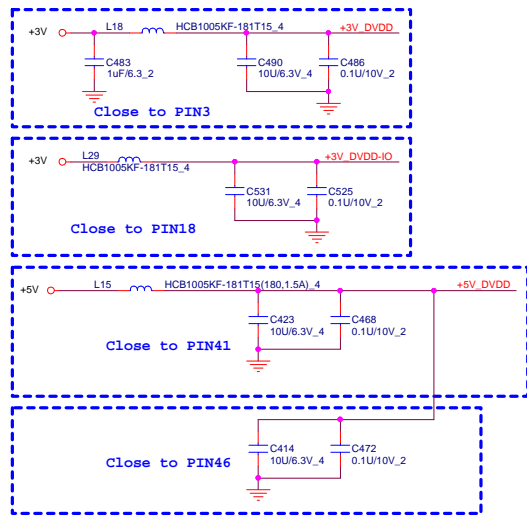 +3V L18 HCB1005KF-181T15_4 +3V_DVDD
C483
1uF/6.3_2
C490
10U/6.3V_4
C486
0.1U/10V_2
Close to PIN3
+3V L29 +3V_DVDD-IO
HCB1005KF-181T15_4
C531
10U/6.3V_4
C525
0.1U/10V_2
Close to PIN18
+5V L15 HCB1005KF-181T15(180,1.5A)_4 +5V_DVDD
C423
10U/6.3V_4
C468
0.1U/10V_2
Close to PIN41
C414
10U/6.3V_4
C472
0.1U/10V_2
Close to PIN46